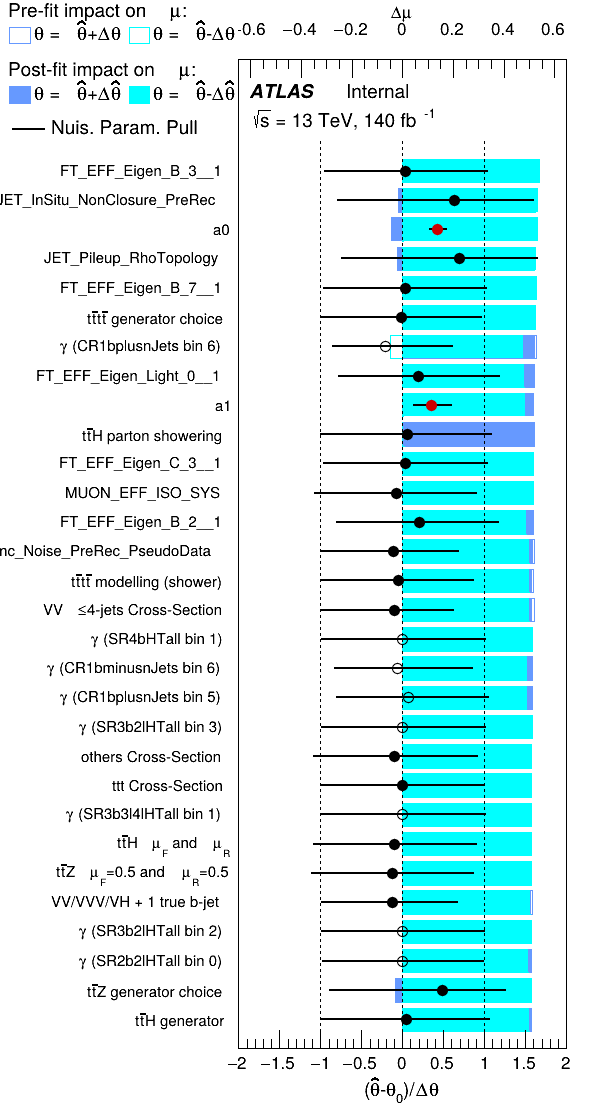 Pre-fit impact on μ:
θ = θ̂+Δθ θ = θ̂-Δθ
Post-fit impact on μ:
θ = θ̂+Δθ̂ θ = θ̂-Δθ̂
Nuis. Param. Pull
Δμ
−0.6 −0.4 −0.2 0 0.2 0.4 0.6
ATLAS Internal
√s = 13 TeV, 140 fb⁻¹
FT_EFF_Eigen_B_3__1
JET_InSitu_NonClosure_PreRec
a0
JET_Pileup_RhoTopology
FT_EFF_Eigen_B_7__1
tt̄tt̄ generator choice
γ (CR1bplusnJets bin 6)
FT_EFF_Eigen_Light_0__1
a1
tt̄H parton showering
FT_EFF_Eigen_C_3__1
MUON_EFF_ISO_SYS
FT_EFF_Eigen_B_2__1
nc_Noise_PreRec_PseudoData
tt̄tt̄ modelling (shower)
VV ≤4-jets Cross-Section
γ (SR4bHTall bin 1)
γ (CR1bminusnJets bin 6)
γ (CR1bplusnJets bin 5)
γ (SR3b2lHTall bin 3)
others Cross-Section
ttt Cross-Section
γ (SR3b3l4lHTall bin 1)
tt̄H μ_F and μ_R
tt̄Z μ_F=0.5 and μ_R=0.5
VV/VVV/VH + 1 true b-jet
γ (SR3b2lHTall bin 2)
γ (SR2b2lHTall bin 0)
tt̄Z generator choice
tt̄H generator
−2 −1.5 −1 −0.5 0 0.5 1 1.5 2
(θ̂-θ₀)/Δθ